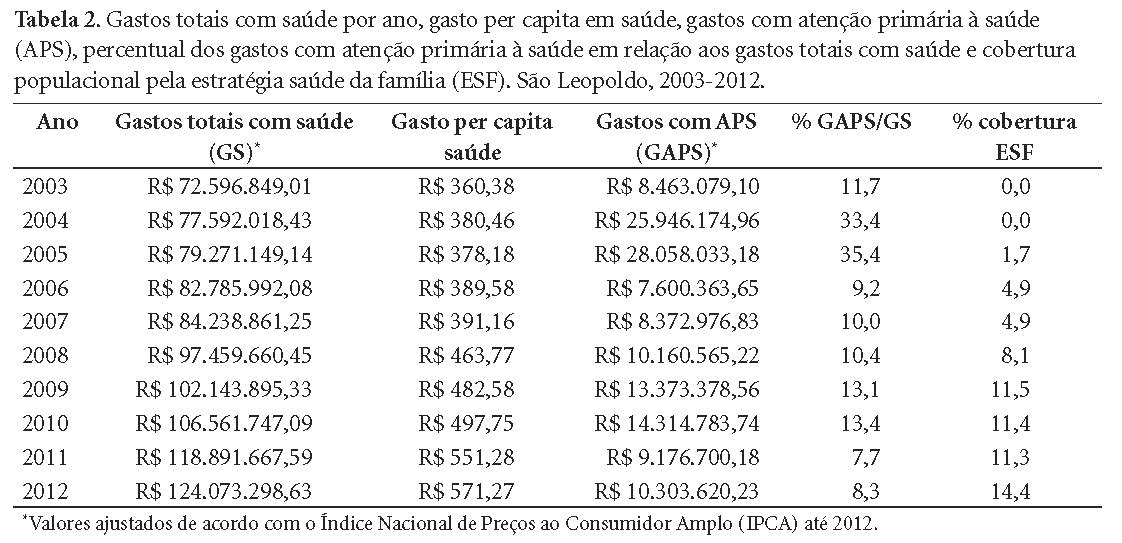 Tabela 2. Gastos totais com saúde por ano, gasto per capita em saúde, gastos com atenção primária à saúde
(APS), percentual dos gastos com atenção primária à saúde em relação aos gastos totais com saúde e cobertura
populacional pela estratégia saúde da família (ESF). São Leopoldo, 2003-2012.
Ano Gastos totais com saúde Gasto per capita Gastos com APS % GAPS/GS % cobertura
(GS)* saúde (GAPS)* ESF
2003 R$ 72.596.849,01 R$ 360,38 R$ 8.463.079,10 11,7 0,0
2004 R$ 77.592.018,43 R$ 380,46 R$ 25.946.174,96 33,4 0,0
2005 R$ 79.271.149,14 R$ 378,18 R$ 28.058.033,18 35,4 1,7
2006 R$ 82.785.992,08 R$ 389,58 R$ 7.600.363,65 9,2 4,9
2007 R$ 84.238.861,25 R$ 391,16 R$ 8.372.976,83 10,0 4,9
2008 R$ 97.459.660,45 R$ 463,77 R$ 10.160.565,22 10,4 8,1
2009 R$ 102.143.895,33 R$ 482,58 R$ 13.373.378,56 13,1 11,5
2010 R$ 106.561.747,09 R$ 497,75 R$ 14.314.783,74 13,4 11,4
2011 R$ 118.891.667,59 R$ 551,28 R$ 9.176.700,18 7,7 11,3
2012 R$ 124.073.298,63 R$ 571,27 R$ 10.303.620,23 8,3 14,4
*Valores ajustados de acordo com o Índice Nacional de Preços ao Consumidor Amplo (IPCA) até 2012.